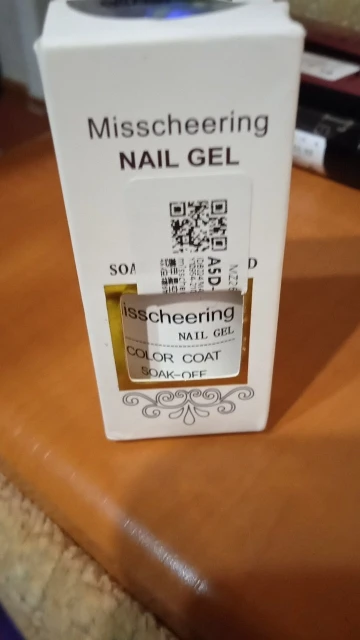 Misscheering
NAIL GEL
A5D-
isscheering
NAIL GEL
COLOR COAT
SOAK-OFF